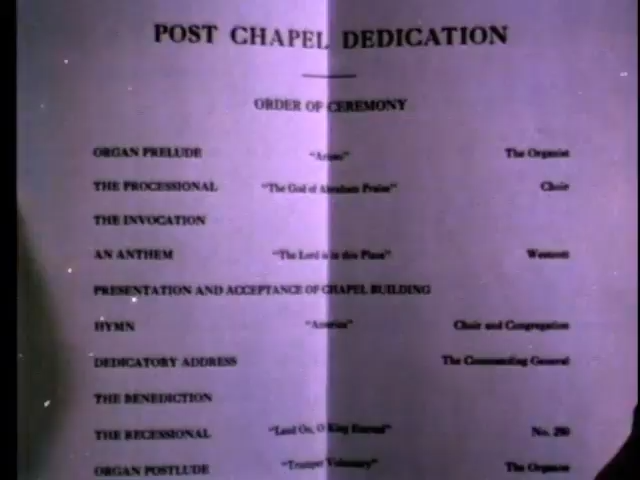 POST CHAPEL DEDICATION
ORDER OF CEREMONY
ORGAN PRELUDE "Arioso" The Organist
THE PROCESSIONAL "The God of Abraham Praise" Choir
THE INVOCATION
AN ANTHEM "The Lord is in this Place"
PRESENTATION AND ACCEPTANCE OF CHAPEL BUILDING
HYMN "America" Choir and Congregation
DEDICATORY ADDRESS The Commanding General
THE BENEDICTION
THE RECESSIONAL "Lead On, O King Eternal" No.
ORGAN POSTLUDE "Trumpet Voluntary" The Organist